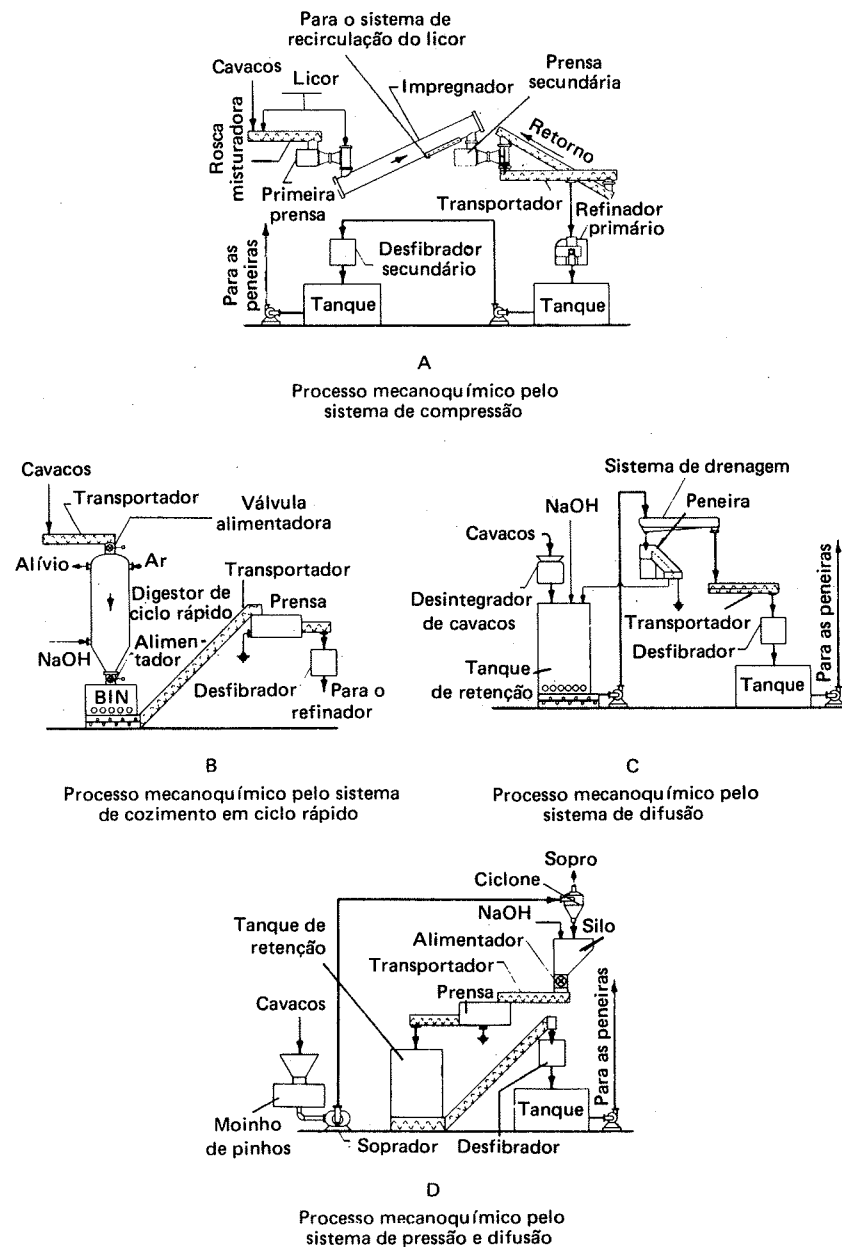 Para o sistema de
recirculação do licor
Cavacos
Licor
Impregnador
Prensa
secundária
Rosca
misturadora
Retorno
Primeira
prensa
Transportador
Refinador
primário
Para as
peneiras
Desfibrador
secundário
Tanque
Tanque
A
Processo mecanoquímico pelo
sistema de compressão
Cavacos
Transportador
Válvula
alimentadora
Alívio
Ar
Transportador
Digestor de
ciclo rápido
Prensa
NaOH
Alimen-
tador
BIN
Desfibrador
Para o
refinador
B
Processo mecanoquímico pelo sistema
de cozimento em ciclo rápido
Sistema de drenagem
NaOH
Peneira
Cavacos
Desintegrador
de cavacos
Transportador
Desfibrador
Para as peneiras
Tanque
de retenção
Tanque
C
Processo mecanoquímico pelo
sistema de difusão
Sopro
Ciclone
NaOH
Silo
Tanque de
retenção
Alimentador
Transportador
Prensa
Cavacos
Para as peneiras
Moinho
de pinhos
Soprador
Desfibrador
Tanque
D
Processo mecanoquímico pelo
sistema de pressão e difusão